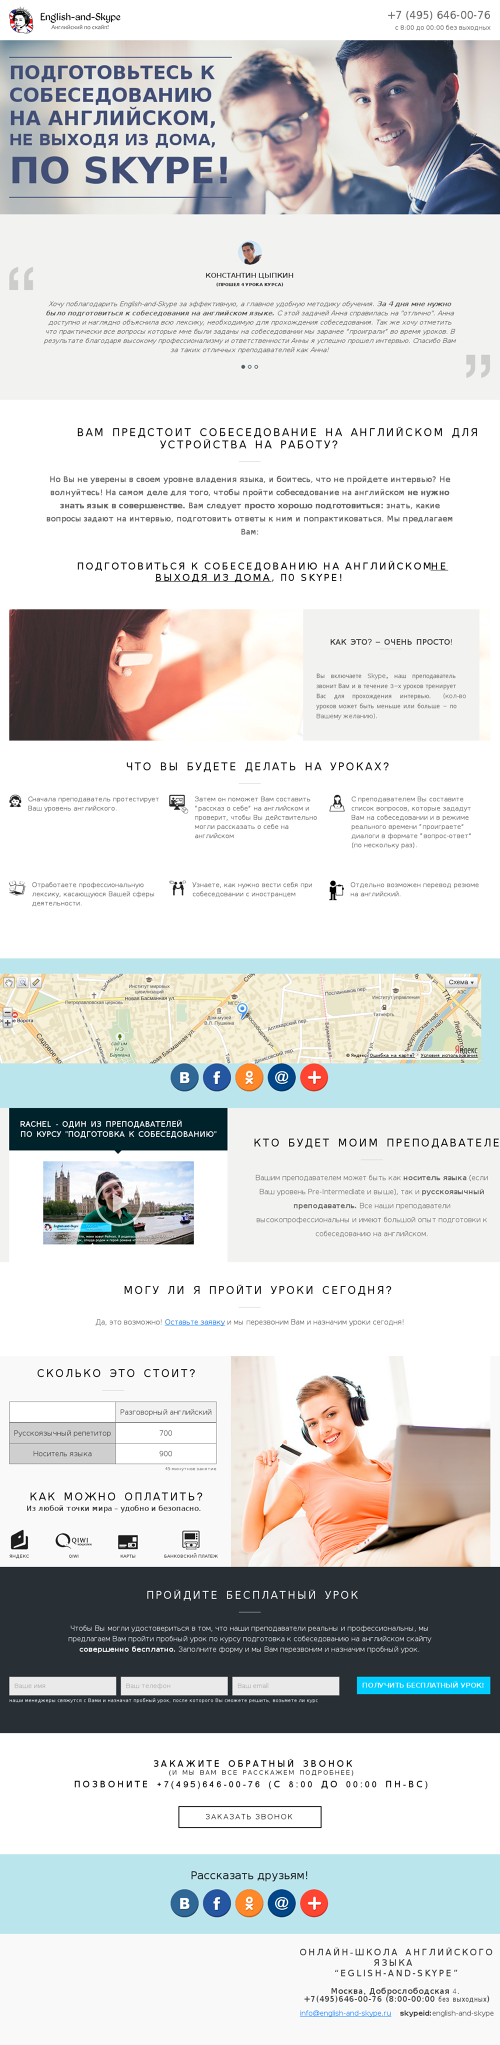 English-and-Skype
Английский по скайп!
+7 (495) 646-00-76
с 8:00 до 00:00 без выходных
ПОДГОТОВЬТЕСЬ К
СОБЕСЕДОВАНИЮ
НА АНГЛИЙСКОМ,
НЕ ВЫХОДЯ ИЗ ДОМА,
ПО SKYPE!
КОНСТАНТИН ЦЫПКИН
(ПРОШЕЛ 4 УРОКА КУРСА)
Хочу поблагодарить English-and-Skype за эффективную, а главное удобную методику обучения. За 4 дня мне нужно
было подготовиться к собеседования на английском языке. С этой задачей Анна справилась на "отлично". Анна
доступно и наглядно объяснила всю лексику, необходимую для прохождения собеседования. Так же хочу отметить
что практически все вопросы которые мне были заданы на собеседовании мы заранее "проиграли" во время уроков. В
результате благодаря высокому профессионализму и ответственности Анны я успешно прошел интервью. Спасибо Вам
за таких отличных преподавателей как Анна!
ВАМ ПРЕДСТОИТ СОБЕСЕДОВАНИЕ НА АНГЛИЙСКОМ ДЛЯ
УСТРОЙСТВА НА РАБОТУ?
Но Вы не уверены в своем уровне владения языка, и боитесь, что не пройдете интервью? Не
волнуйтесь! На самом деле для того, чтобы пройти собеседование на английском не нужно
знать язык в совершенстве. Вам следует просто хорошо подготовиться: знать, какие
вопросы задают на интервью, подготовить ответы к ним и попрактиковаться. Мы предлагаем
Вам:
ПОДГОТОВИТЬСЯ К СОБЕСЕДОВАНИЮ НА АНГЛИЙСКОМ НЕ
ВЫХОДЯ ИЗ ДОМА, ПО SKYPE!
КАК ЭТО? – ОЧЕНЬ ПРОСТО!
Вы включаете Skype, наш преподаватель
звонит Вам и в течение 3-х уроков тренирует
Вас для прохождения интервью. (кол-во
уроков может быть меньше или больше – по
Вашему желанию).
ЧТО ВЫ БУДЕТЕ ДЕЛАТЬ НА УРОКАХ?
Сначала преподаватель протестирует
Ваш уровень английского.
Затем он поможет Вам составить
"рассказ о себе" на английском и
проверит, чтобы Вы действительно
могли рассказать о себе на
английском
С преподавателем Вы составите
список вопросов, которые зададут
Вам на собеседовании и в режиме
реального времени "проиграете"
диалоги в формате "вопрос-ответ"
(по нескольку раз).
Отработаете профессиональную
лексику, касающуюся Вашей сферы
деятельности.
Узнаете, как нужно вести себя при
собеседовании с иностранцем
Отдельно возможен перевод резюме
на английский.
Схема
Новая Басманная ул.
© Яндекс Ошибка на карте? Условия использования
Яндекс
RACHEL - ОДИН ИЗ ПРЕПОДАВАТЕЛЕЙ
ПО КУРСУ "ПОДГОТОВКА К СОБЕСЕДОВАНИЮ"
КТО БУДЕТ МОИМ ПРЕПОДАВАТЕЛЕ
Вашим преподавателем может быть как носитель языка (если
Ваш уровень Pre-Intermediate и выше), так и русскоязычный
преподаватель. Все наши преподаватели
высокопрофессиональны и имеют большой опыт подготовки к
собеседованию на английском.
МОГУ ЛИ Я ПРОЙТИ УРОКИ СЕГОДНЯ?
Да, это возможно! Оставьте заявку и мы перезвоним Вам и назначим уроки сегодня!
СКОЛЬКО ЭТО СТОИТ?
Разговорный английский
Русскоязычный репетитор 700
Носитель языка 900
КАК МОЖНО ОПЛАТИТЬ?
Из любой точки мира – удобно и безопасно.
ЯНДЕКС
QIWI
КАРТЫ
БАНКОВСКИЙ ПЛАТЕЖ
ПРОЙДИТЕ БЕСПЛАТНЫЙ УРОК
Чтобы Вы могли удостовериться в том, что наши преподаватели реальны и профессиональны, мы
предлагаем Вам пройти пробный урок по курсу подготовка к собеседованию на английском скайпу
совершенно бесплатно. Заполните форму и мы Вам перезвоним и назначим пробный урок.
Ваше имя
Ваш телефон
Ваш email
ПОЛУЧИТЬ БЕСПЛАТНЫЙ УРОК!
наши менеджеры свяжутся с Вами и назначат пробный урок, после которого Вы сможете решить, возьмете ли курс
ЗАКАЖИТЕ ОБРАТНЫЙ ЗВОНОК
(И МЫ ВАМ ВСЕ РАССКАЖЕМ ПОДРОБНЕЕ)
ПОЗВОНИТЕ +7(495)646-00-76 (С 8:00 ДО 00:00 ПН-ВС)
ЗАКАЗАТЬ ЗВОНОК
Рассказать друзьям!
ОНЛАЙН-ШКОЛА АНГЛИЙСКОГО
ЯЗЫКА
"EGLISH-AND-SKYPE"
Москва, Доброслободская 4,
+7(495)646-00-76 (8:00-00:00 без выходных)
info@english-and-skype.ru skypeid:english-and-skype